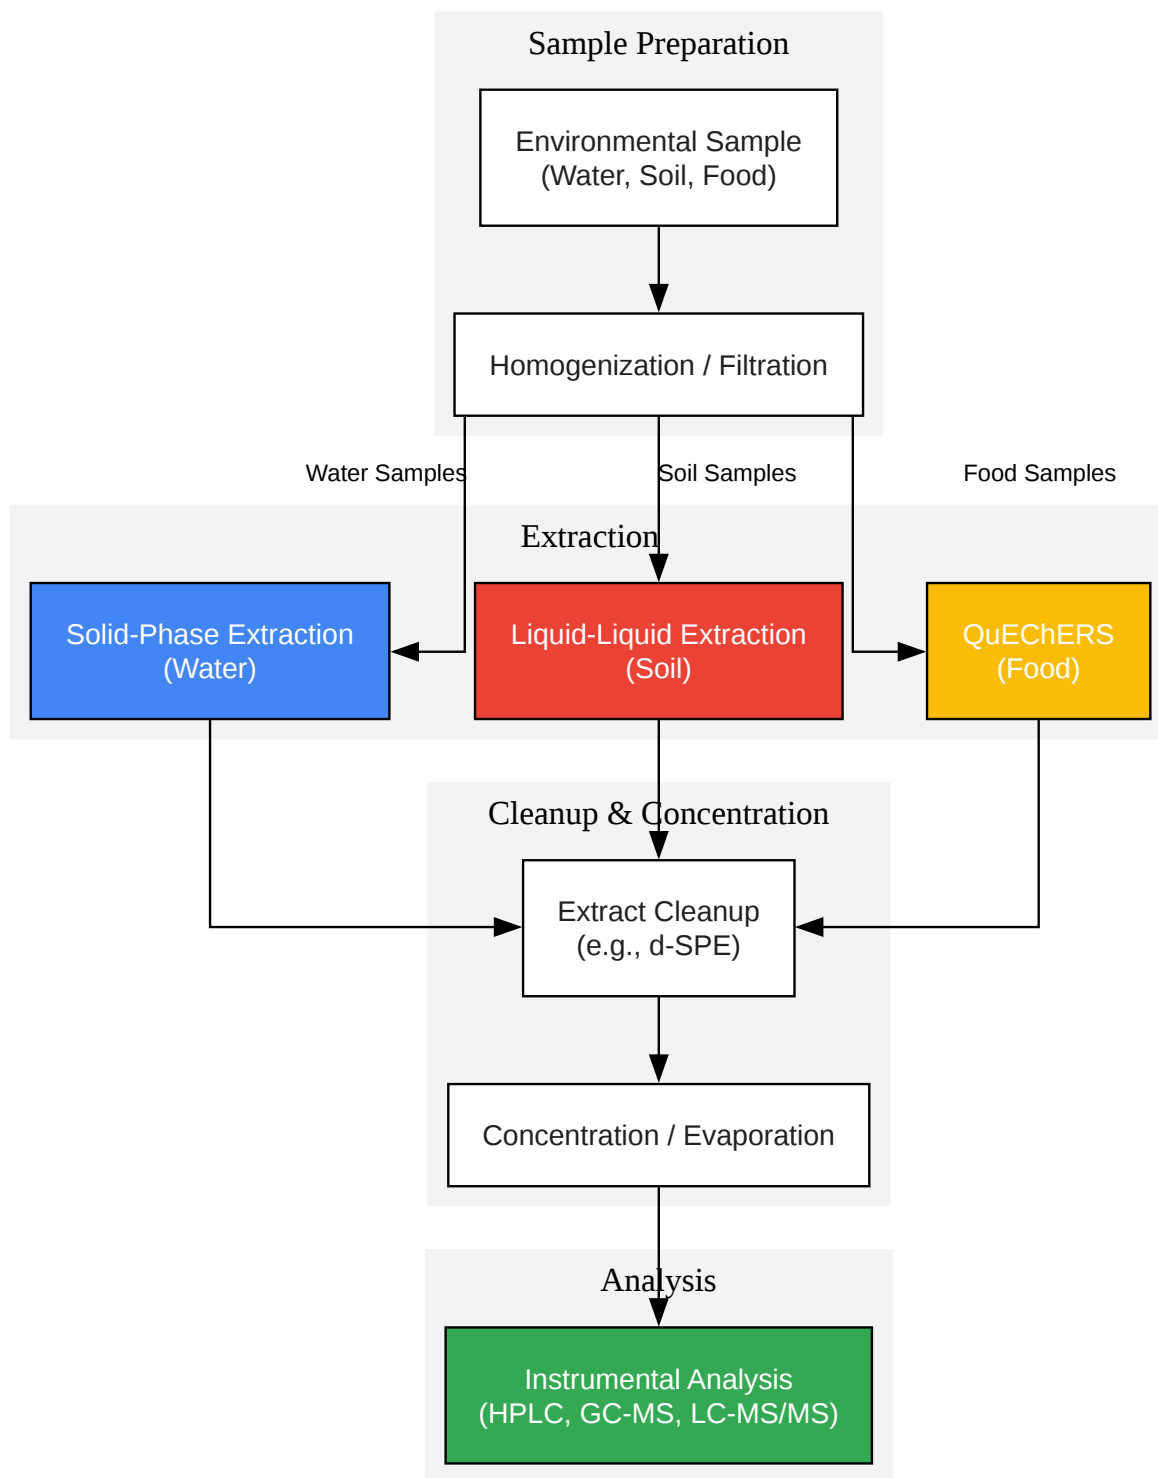 Sample Preparation
Environmental Sample
(Water, Soil, Food)
Homogenization / Filtration
Water Samples
Soil Samples
Food Samples
Extraction
Solid-Phase Extraction
(Water)
Liquid-Liquid Extraction
(Soil)
QuEChERS
(Food)
Cleanup & Concentration
Extract Cleanup
(e.g., d-SPE)
Concentration / Evaporation
Analysis
Instrumental Analysis
(HPLC, GC-MS, LC-MS/MS)